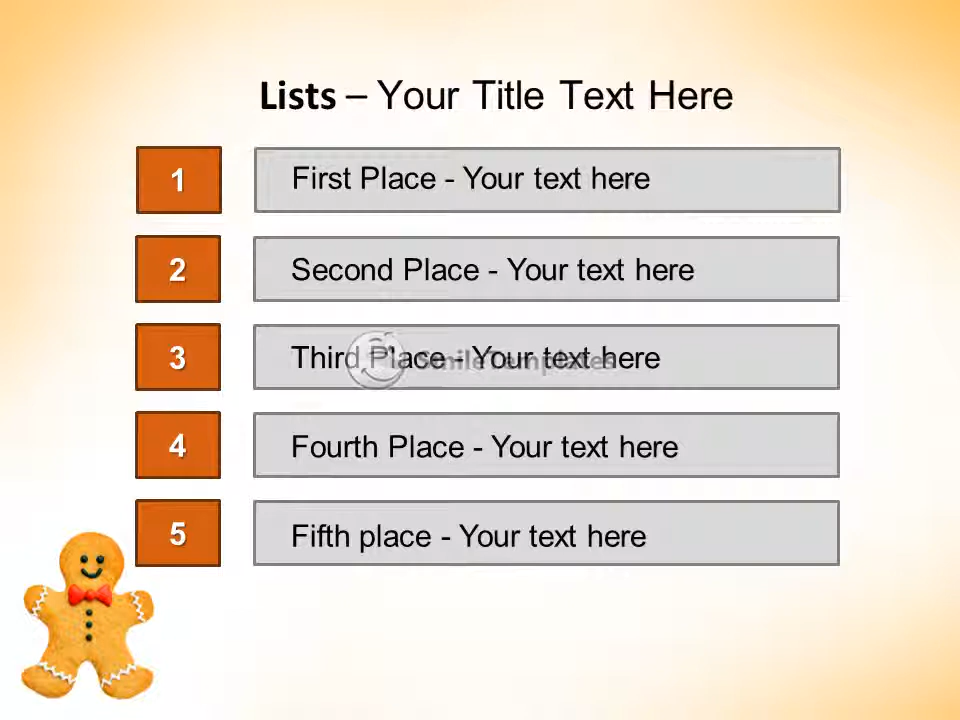 Lists – Your Title Text Here
1 First Place - Your text here
2 Second Place - Your text here
3 Third Place - Your text here
SmileTemplates
4 Fourth Place - Your text here
5 Fifth place - Your text here